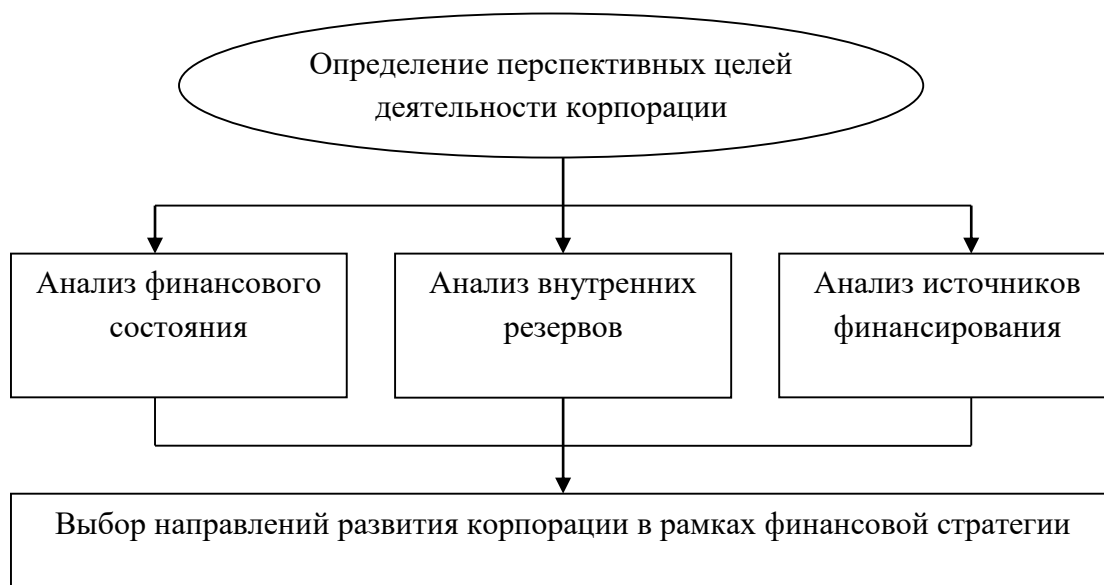 Определение перспективных целей
деятельности корпорации
Анализ финансового
состояния
Анализ внутренних
резервов
Анализ источников
финансирования
Выбор направлений развития корпорации в рамках финансовой стратегии